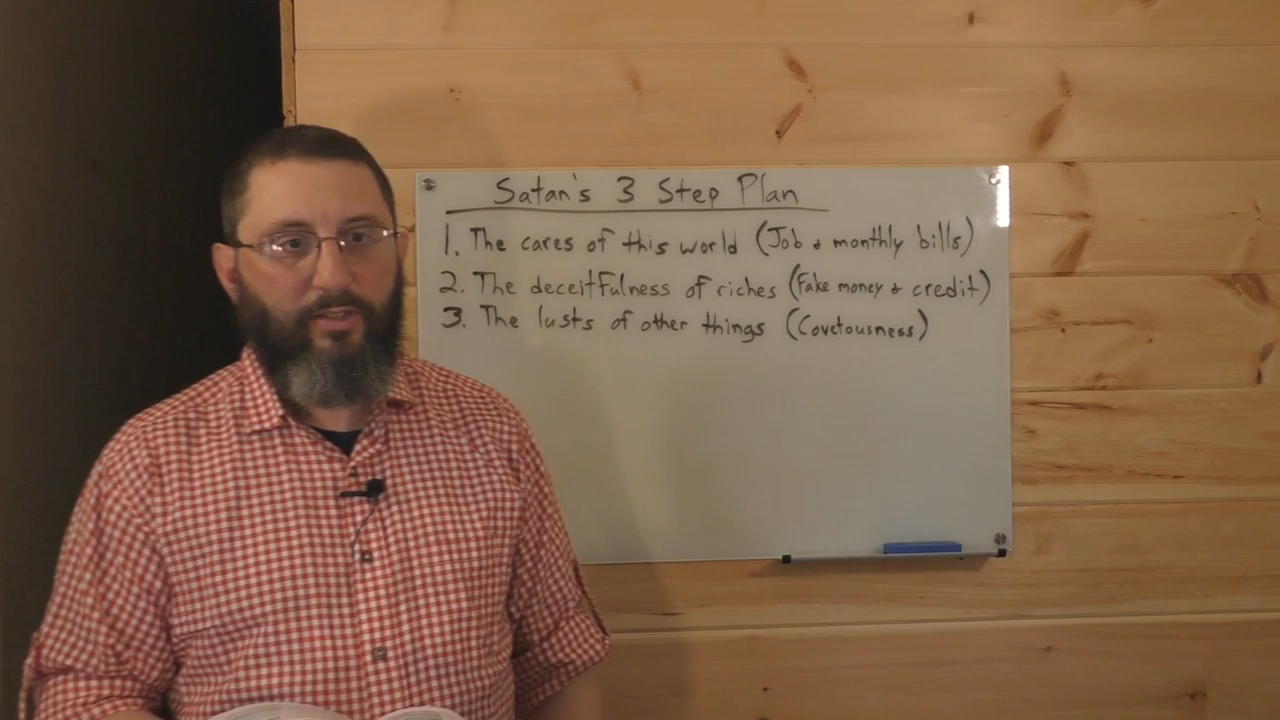 Satan's 3 Step Plan
1. The cares of this world (Job & monthly bills)
2. The deceitfulness of riches (Fake money & credit)
3. The lusts of other things (Covetousness)